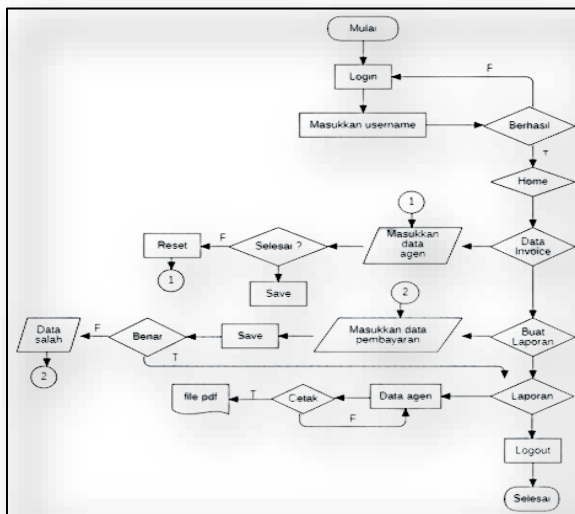 Mulai
F
Login
Masukkan username
Berhasil
T
Home
1
Masukkan
data
agen
Data
Invoice
Selesai ?
F
Reset
1
Save
2
Masukkan data
pembayaran
Buat
Laporan
Save
Benar
F
Data
salah
T
2
Laporan
Data agen
Cetak
T
file pdf
F
Logout
Selesai